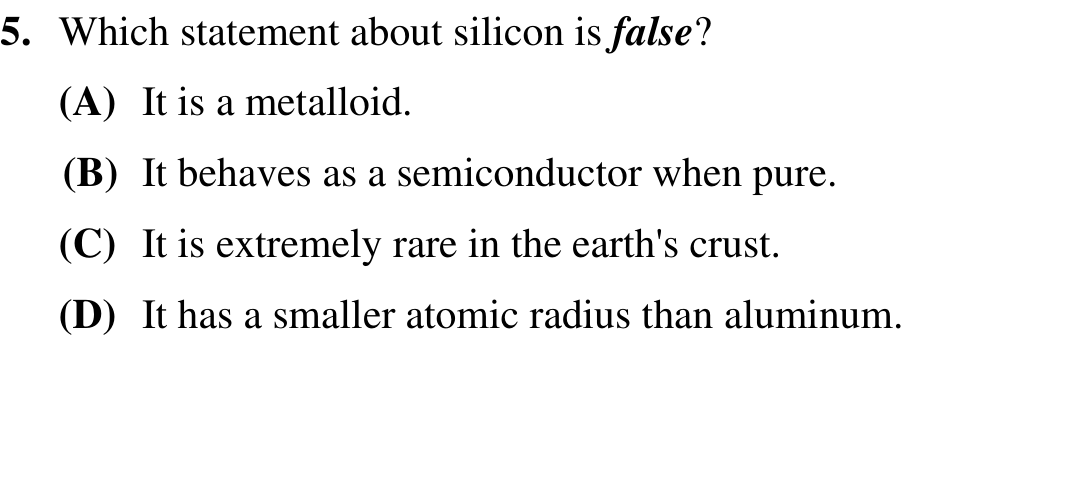 5. Which statement about silicon is false?
(A) It is a metalloid.
(B) It behaves as a semiconductor when pure.
(C) It is extremely rare in the earth's crust.
(D) It has a smaller atomic radius than aluminum.